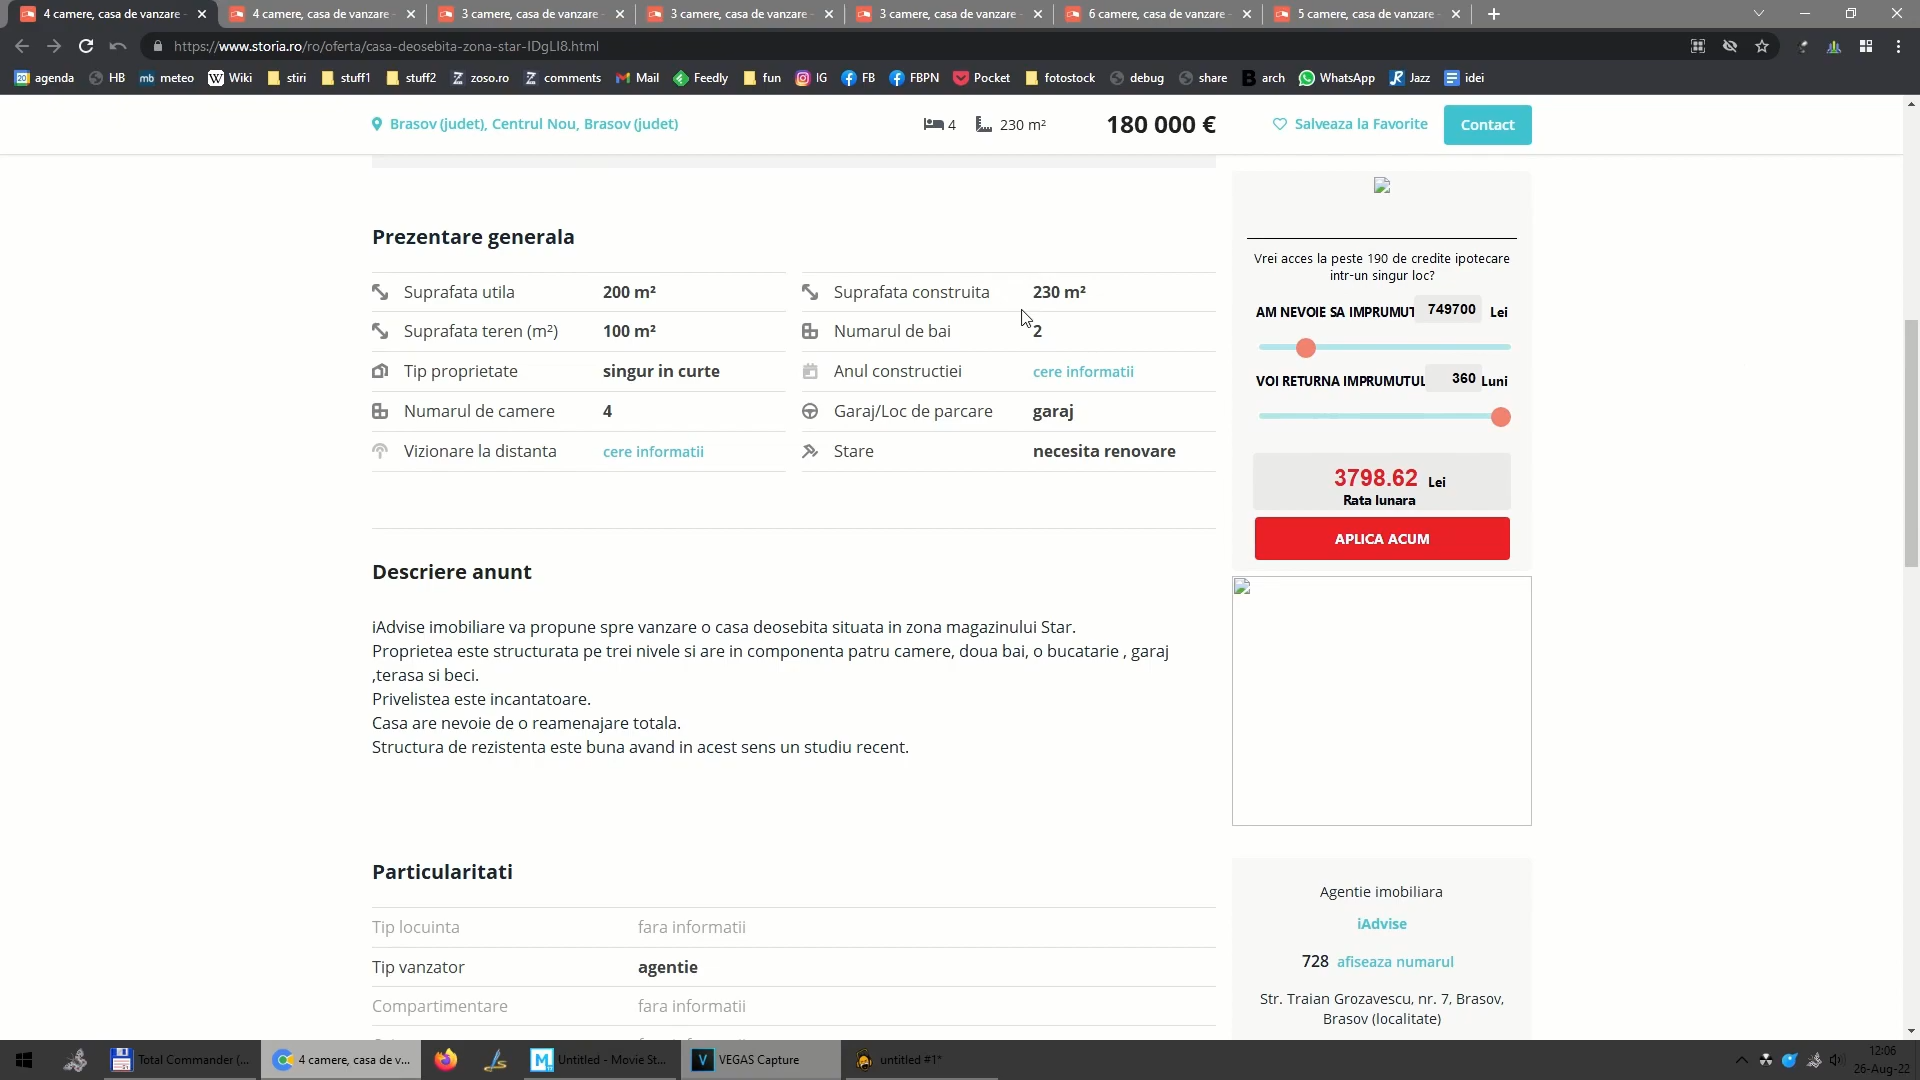 4 camere, casa de vanzare
4 camere, casa de vanzare
3 camere, casa de vanzare
3 camere, casa de vanzare
3 camere, casa de vanzare
6 camere, casa de vanzare
5 camere, casa de vanzare
https://www.storia.ro/ro/oferta/casa-deosebita-zona-star-IDgLI8.html
20 agenda HB mb meteo W Wiki stiri stuff1 stuff2 Z zoso.ro Z comments Mail Feedly fun IG FB FBPN Pocket fotostock debug share B arch WhatsApp R Jazz idei
Brasov (judet), Centrul Nou, Brasov (judet) 4 230 m² 180 000 € Salveaza la Favorite Contact
Prezentare generala
Suprafata utila 200 m² Suprafata construita 230 m²
Suprafata teren (m²) 100 m² Numarul de bai 2
Tip proprietate singur in curte Anul constructiei cere informatii
Numarul de camere 4 Garaj/Loc de parcare garaj
Vizionare la distanta cere informatii Stare necesita renovare
Vrei acces la peste 190 de credite ipotecare
intr-un singur loc?
AM NEVOIE SA IMPRUMUT 749700 Lei
VOI RETURNA IMPRUMUTUL 360 Luni
3798.62 Lei
Rata lunara
APLICA ACUM
Descriere anunt
iAdvise imobiliare va propune spre vanzare o casa deosebita situata in zona magazinului Star.
Proprietea este structurata pe trei nivele si are in componenta patru camere, doua bai, o bucatarie , garaj
,terasa si beci.
Privelistea este incantatoare.
Casa are nevoie de o reamenajare totala.
Structura de rezistenta este buna avand in acest sens un studiu recent.
Particularitati
Tip locuinta fara informatii
Tip vanzator agentie
Compartimentare fara informatii
Agentie imobiliara
iAdvise
728 afiseaza numarul
Str. Traian Grozavescu, nr. 7, Brasov,
Brasov (localitate)
Total Commander (... 4 camere, casa de v... M Untitled - Movie St... V VEGAS Capture untitled #1*
12:06
26-Aug-22